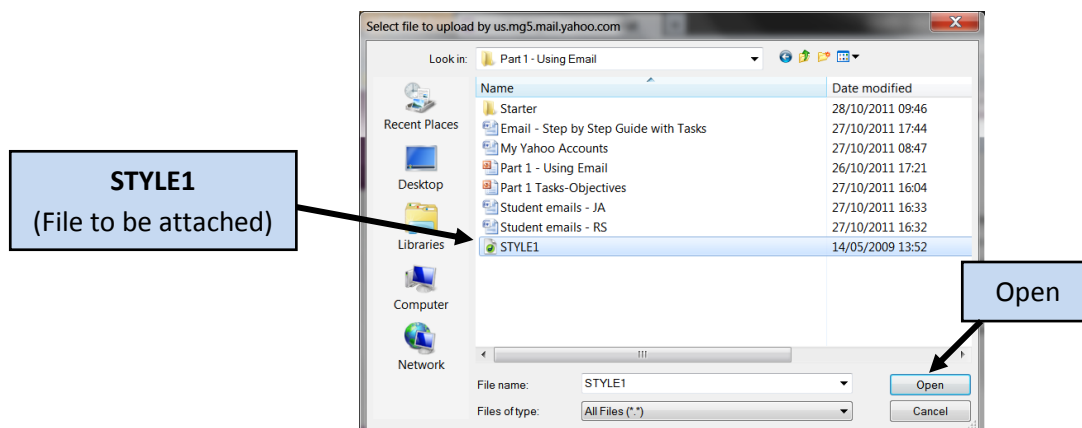 Select file to upload by us.mg5.mail.yahoo.com
Look in: Part 1 - Using Email
Name Date modified
Starter 28/10/2011 09:46
Email - Step by Step Guide with Tasks 27/10/2011 17:44
My Yahoo Accounts 27/10/2011 08:47
Part 1 - Using Email 26/10/2011 17:21
Part 1 Tasks-Objectives 27/10/2011 16:04
Student emails - JA 27/10/2011 16:33
Student emails - RS 27/10/2011 16:32
STYLE1 14/05/2009 13:52
Recent Places
Desktop
Libraries
Computer
Network
STYLE1
(File to be attached)
Open
File name: STYLE1 Open
Files of type: All Files (*.*) Cancel